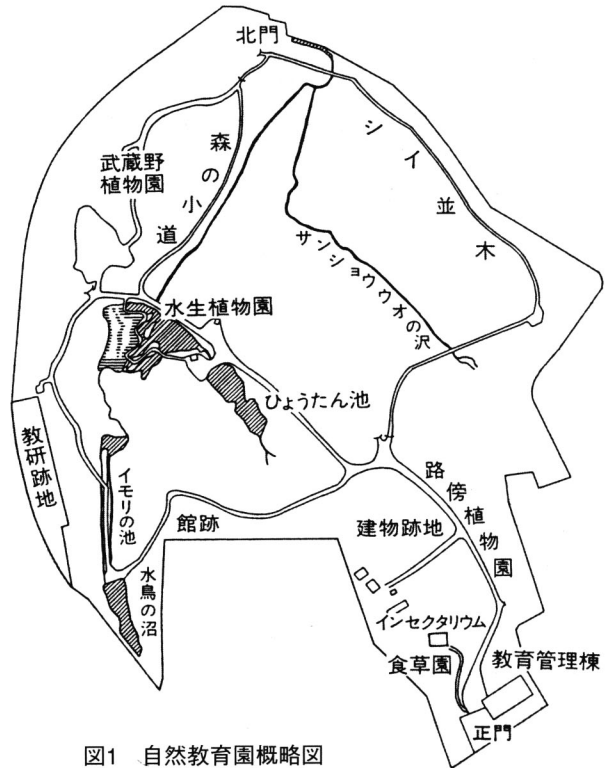 北門
シイ並木
森の小道
武蔵野
植物園
サンショウウオの沢
水生植物園
ひょうたん池
教研跡地
イモリの池
路傍植物園
館跡
建物跡地
水鳥の沼
インセクタリウム
食草園
教育管理棟
正門
図1 自然教育園概略図